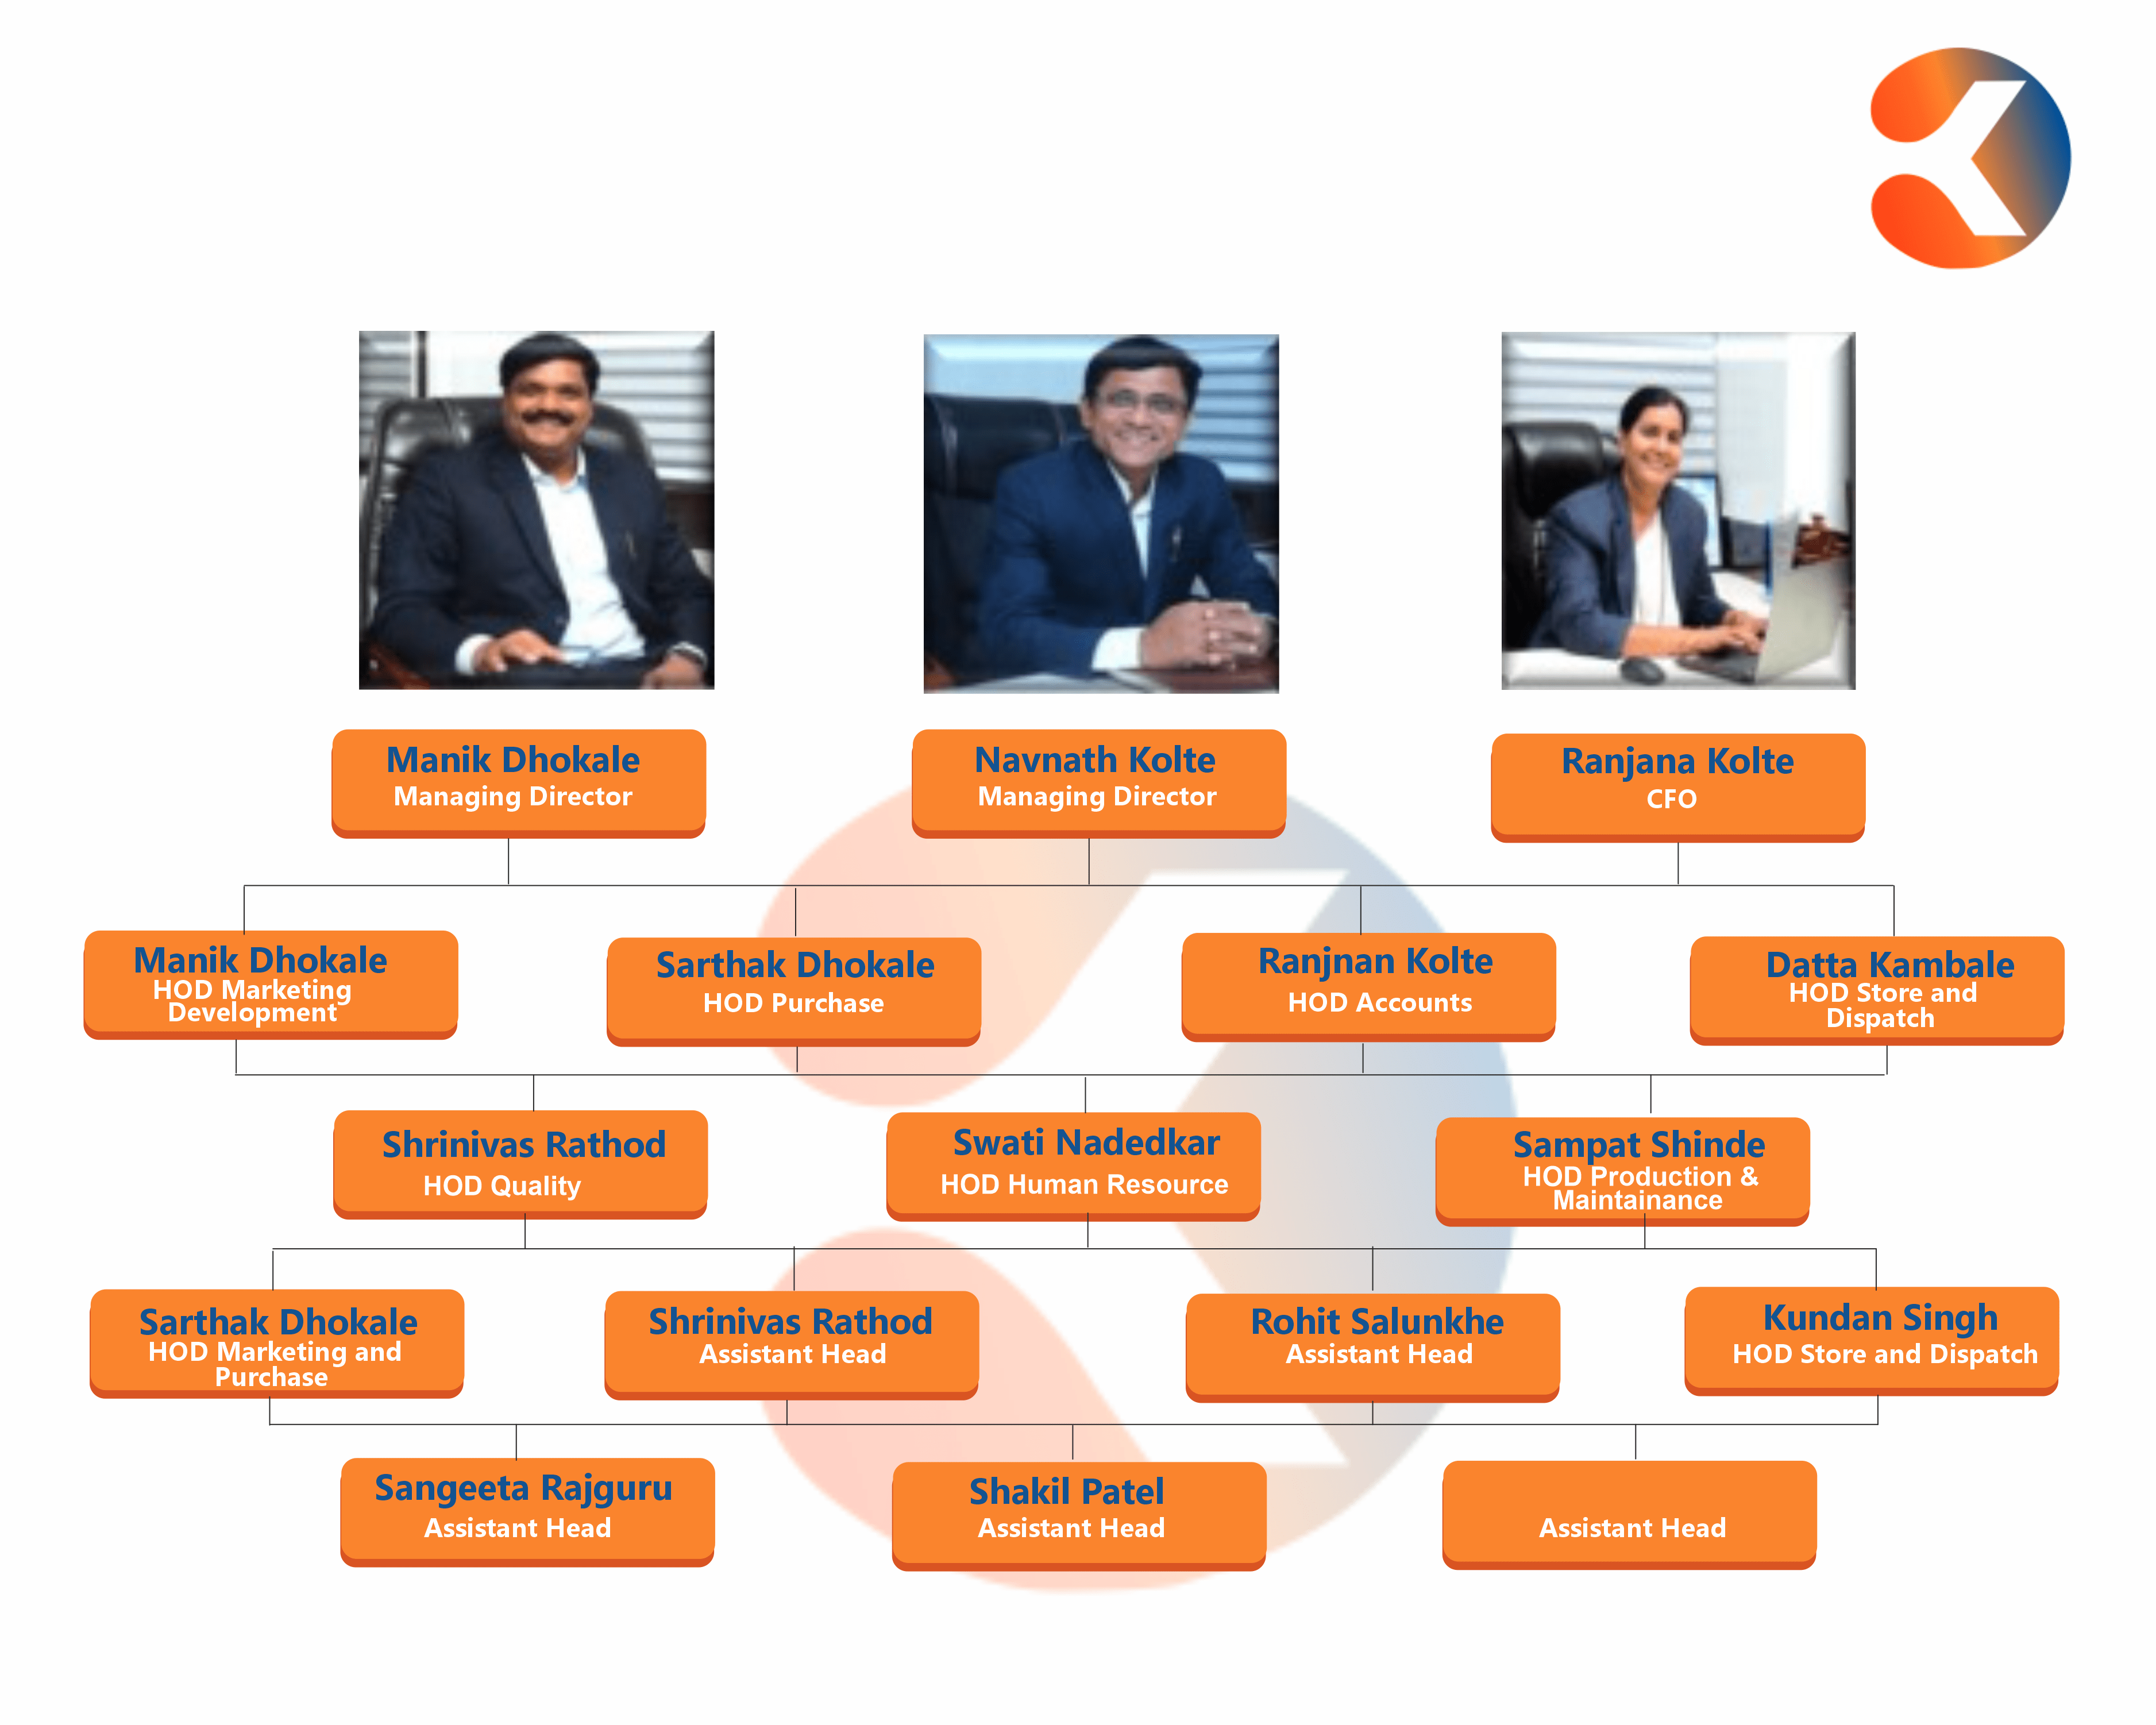 Manik Dhokale
Managing Director
Navnath Kolte
Managing Director
Ranjana Kolte
CFO
Manik Dhokale
HOD Marketing
Development
Sarthak Dhokale
HOD Purchase
Ranjnan Kolte
HOD Accounts
Datta Kambale
HOD Store and
Dispatch
Shrinivas Rathod
HOD Quality
Swati Nadedkar
HOD Human Resource
Sampat Shinde
HOD Production &
Maintainance
Sarthak Dhokale
HOD Marketing and
Purchase
Shrinivas Rathod
Assistant Head
Rohit Salunkhe
Assistant Head
Kundan Singh
HOD Store and Dispatch
Sangeeta Rajguru
Assistant Head
Shakil Patel
Assistant Head
Assistant Head